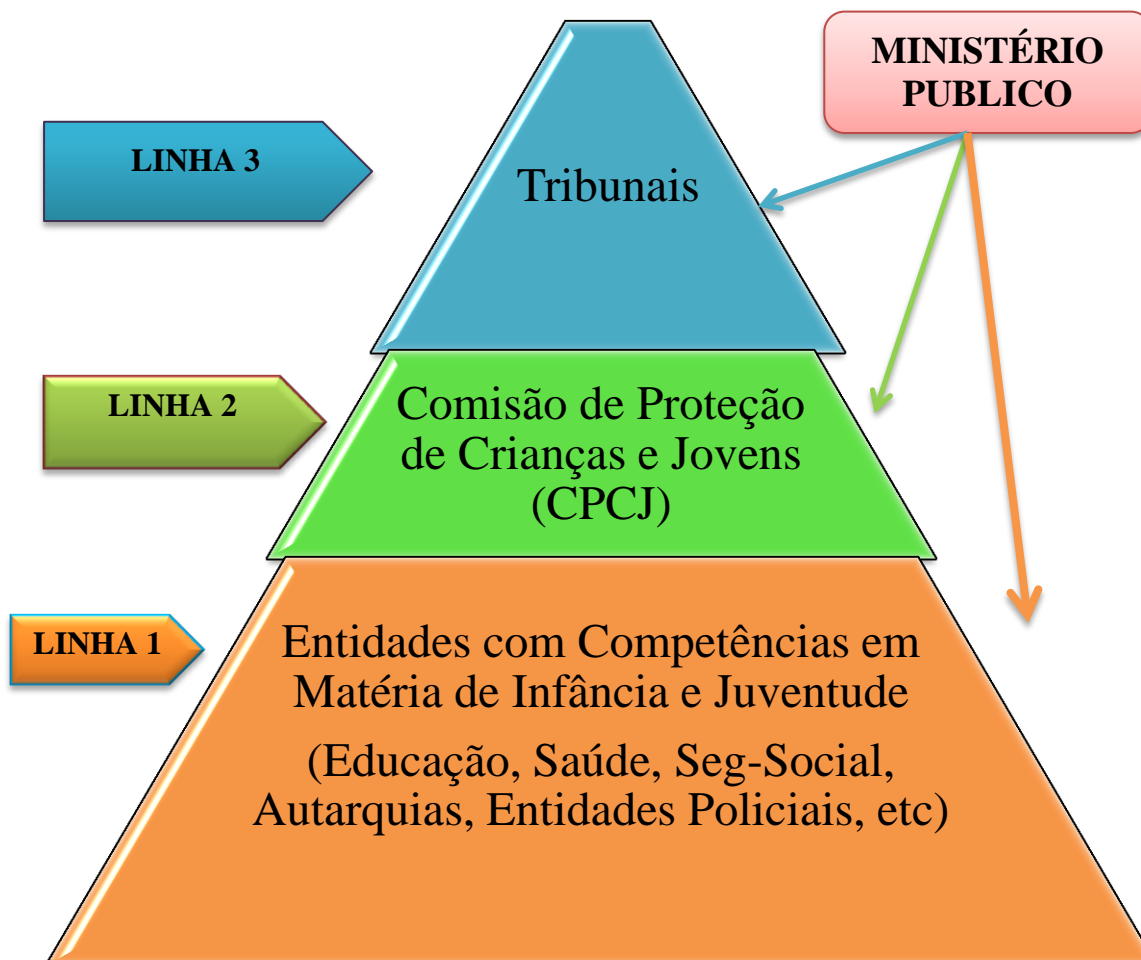 MINISTÉRIO
PUBLICO
LINHA 3
Tribunais
LINHA 2
Comisão de Proteção
de Crianças e Jovens
(CPCJ)
LINHA 1
Entidades com Competências em
Matéria de Infância e Juventude
(Educação, Saúde, Seg-Social,
Autarquias, Entidades Policiais, etc)